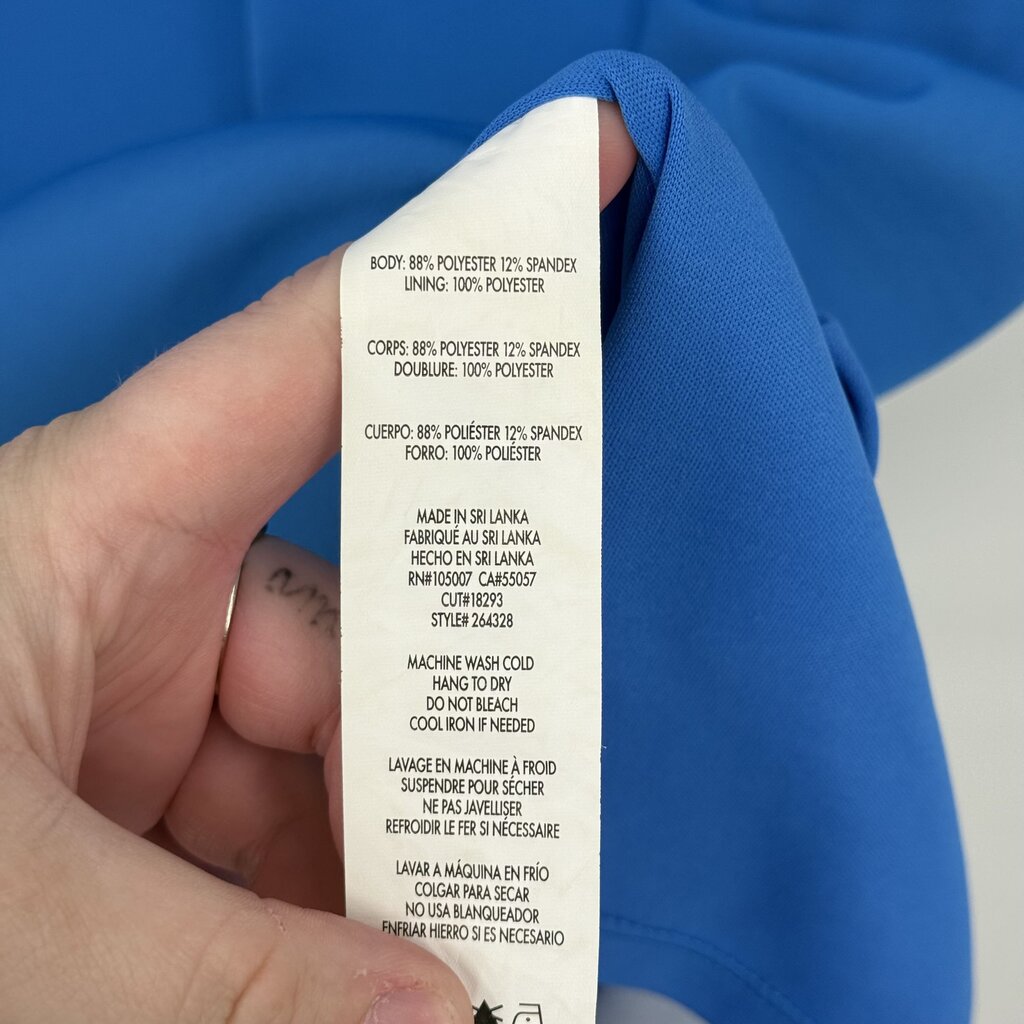 BODY: 88% POLYESTER 12% SPANDEX
LINING: 100% POLYESTER
CORPS: 88% POLYESTER 12% SPANDEX
DOUBLURE: 100% POLYESTER
CUERPO: 88% POLIÉSTER 12% SPANDEX
FORRO: 100% POLIÉSTER
MADE IN SRI LANKA
FABRIQUÉ AU SRI LANKA
HECHO EN SRI LANKA
RN#105007 CA#55057
CUT#18293
STYLE# 264328
MACHINE WASH COLD
HANG TO DRY
DO NOT BLEACH
COOL IRON IF NEEDED
LAVAGE EN MACHINE À FROID
SUSPENDRE POUR SÉCHER
NE PAS JAVELLISER
REFROIDIR LE FER SI NÉCESSAIRE
LAVAR A MÁQUINA EN FRÍO
COLGAR PARA SECAR
NO USA BLANQUEADOR
ENFRIAR HIERRO SI ES NECESARIO